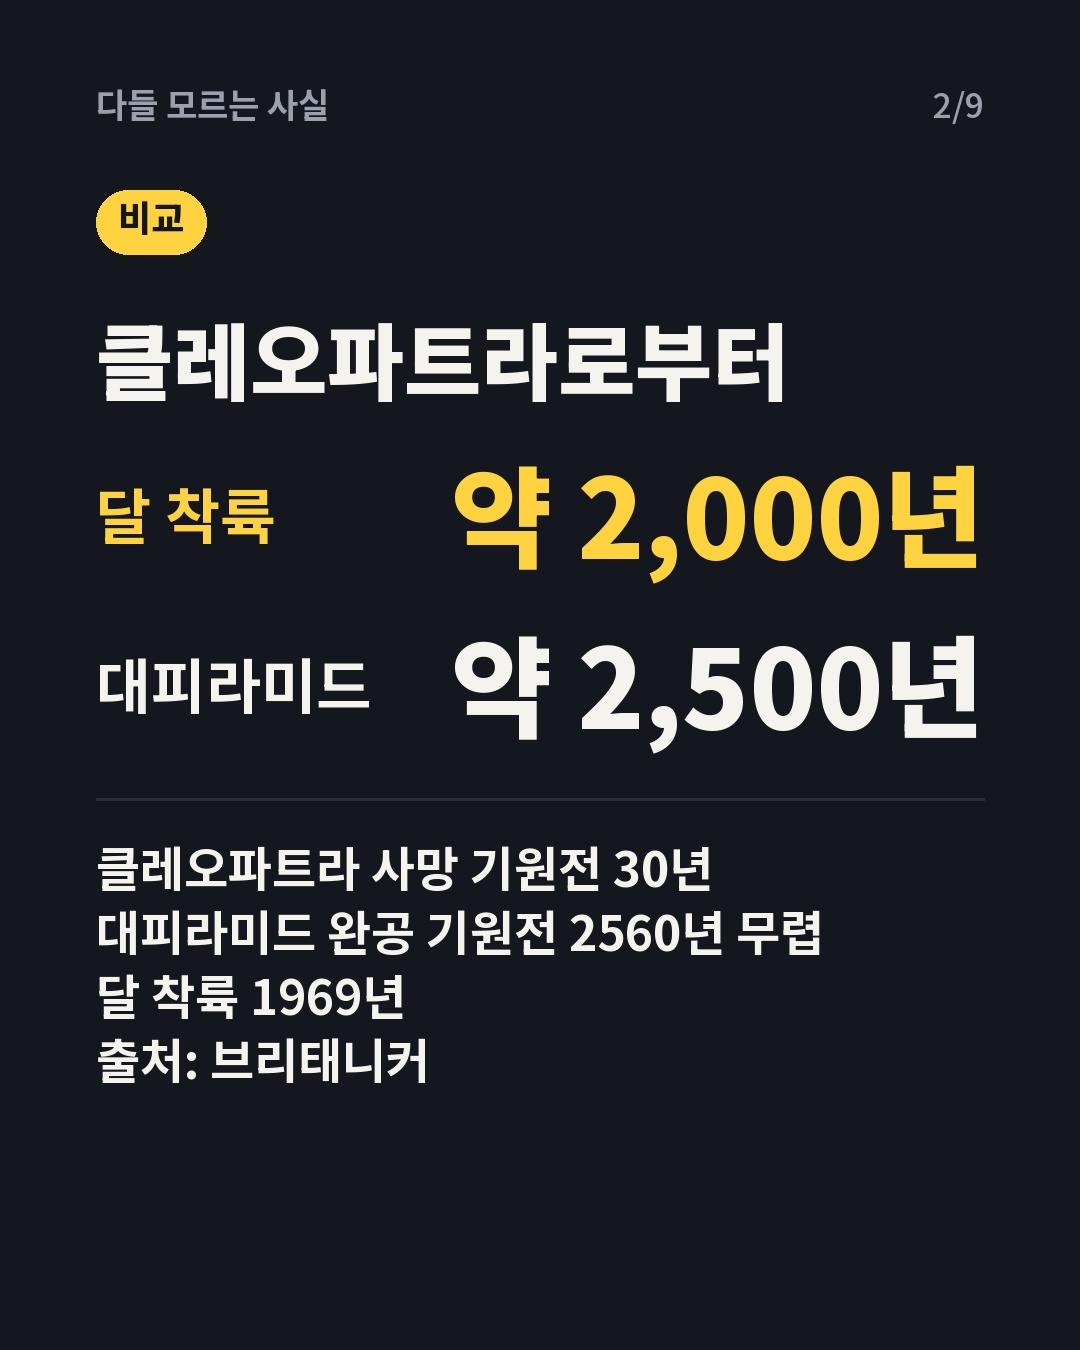 다들 모르는 사실 2/9
비교
클레오파트라로부터
달 착륙 약 2,000년
대피라미드 약 2,500년
클레오파트라 사망 기원전 30년
대피라미드 완공 기원전 2560년 무렵
달 착륙 1969년
출처: 브리태니커